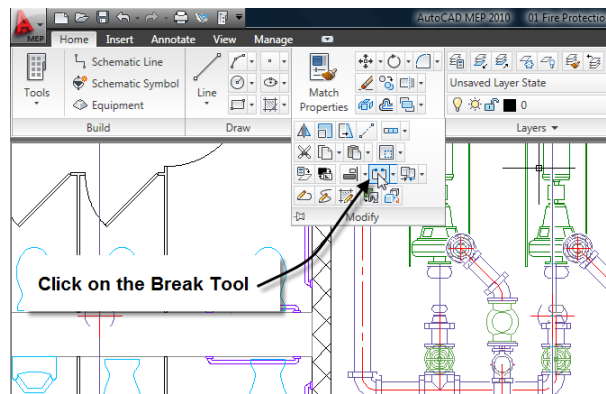 AutoCAD MEP 2010 01 Fire Protectio
MEP
Home Insert Annotate View Manage
Schematic Line
Schematic Symbol
Equipment
Tools
Line
Match
Properties
Unsaved Layer State
0
Build
Draw
Layers
Modify
Click on the Break Tool